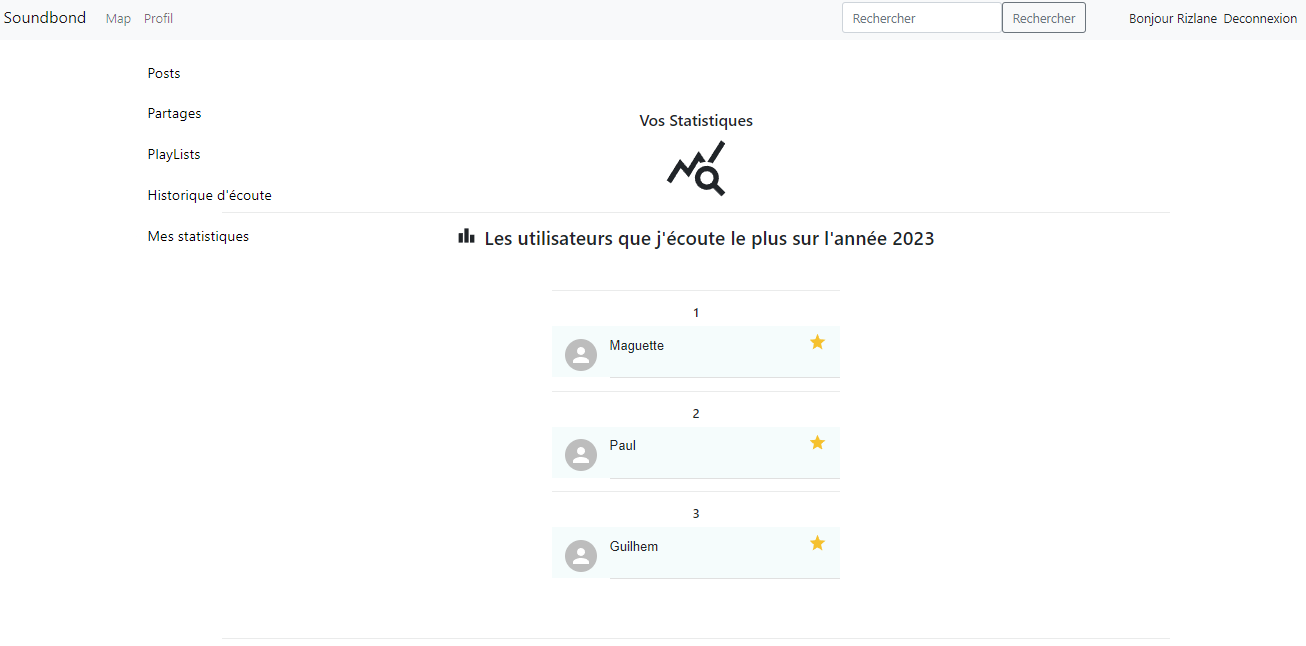 Soundbond Map Profil Rechercher Rechercher Bonjour Rizlane Deconnexion
Posts
Partages
PlayLists
Historique d'écoute
Mes statistiques
Vos Statistiques
Les utilisateurs que j'écoute le plus sur l'année 2023
1
Maguette
2
Paul
3
Guilhem